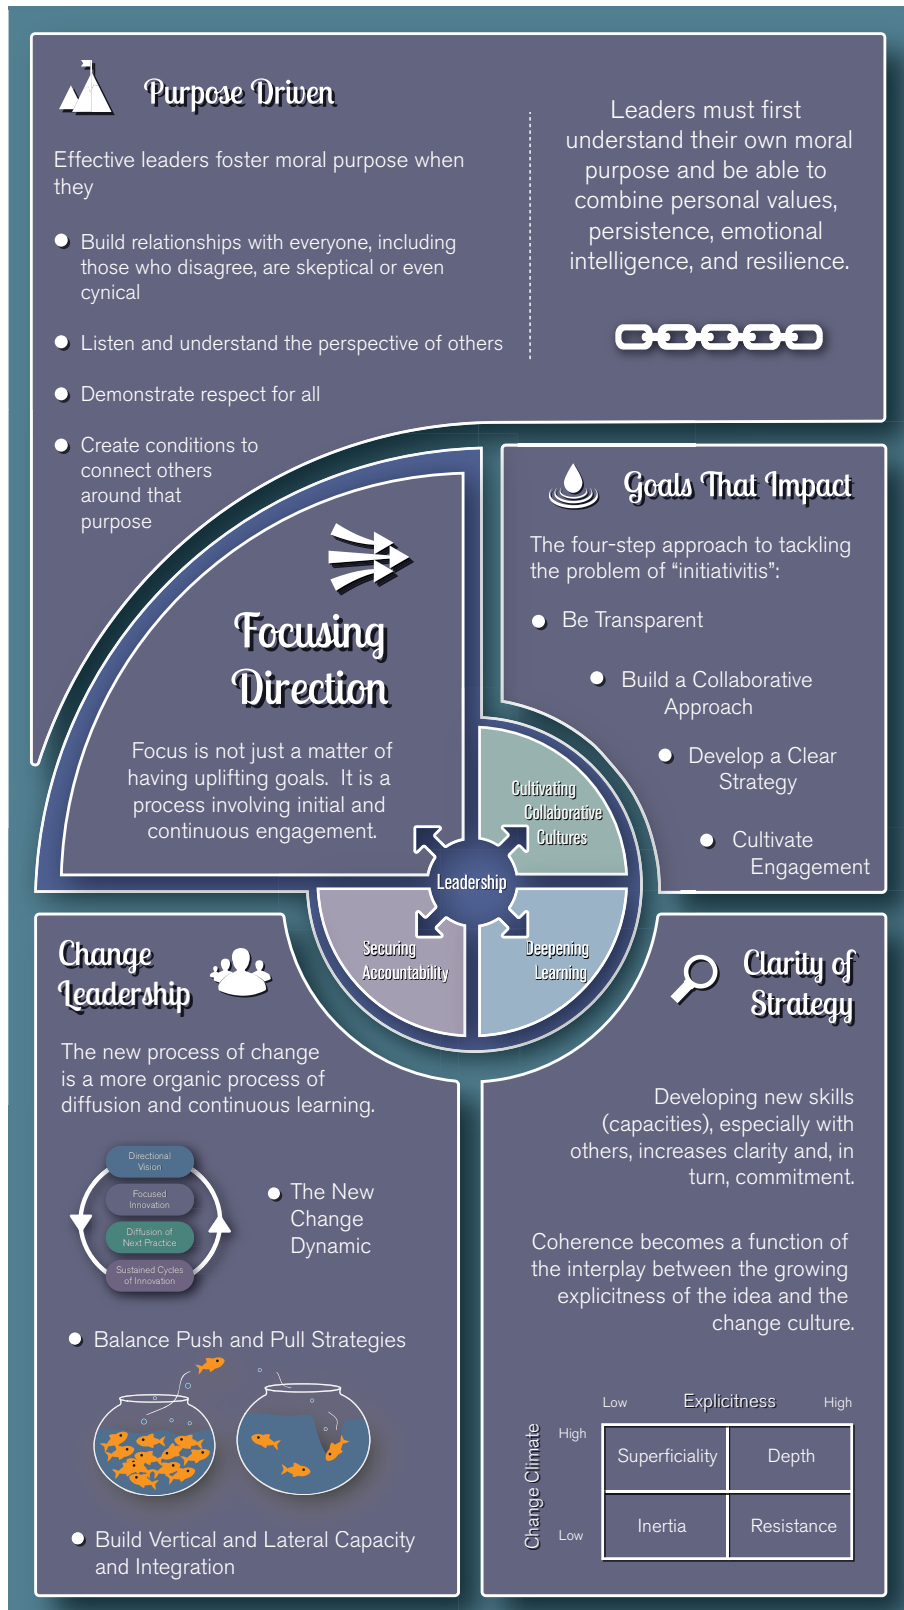 Purpose Driven
Effective leaders foster moral purpose when
they
Build relationships with everyone, including
those who disagree, are skeptical or even
cynical
Listen and understand the perspective of others
Demonstrate respect for all
Create conditions to
connect others
around that
purpose
Leaders must first
understand their own moral
purpose and be able to
combine personal values,
persistence, emotional
intelligence, and resilience.
Focusing
Direction
Focus is not just a matter of
having uplifting goals. It is a
process involving initial and
continuous engagement.
Goals That Impact
The four-step approach to tackling
the problem of “initiativitis”:
Be Transparent
Build a Collaborative
Approach
Develop a Clear
Strategy
Cultivate
Engagement
Cultivating
Collaborative
Cultures
Leadership
Securing
Accountability
Deepening
Learning
Change
Leadership
The new process of change
is a more organic process of
diffusion and continuous learning.
Directional
Vision
Focused
Innovation
Diffusion of
Next Practice
Sustained Cycles
of Innovation
The New
Change
Dynamic
Balance Push and Pull Strategies
Build Vertical and Lateral Capacity
and Integration
Clarity of
Strategy
Developing new skills
(capacities), especially with
others, increases clarity and, in
turn, commitment.
Coherence becomes a function of
the interplay between the growing
explicitness of the idea and the
change culture.
Low Explicitness High
Change Climate
High
Superficiality Depth
Low
Inertia Resistance